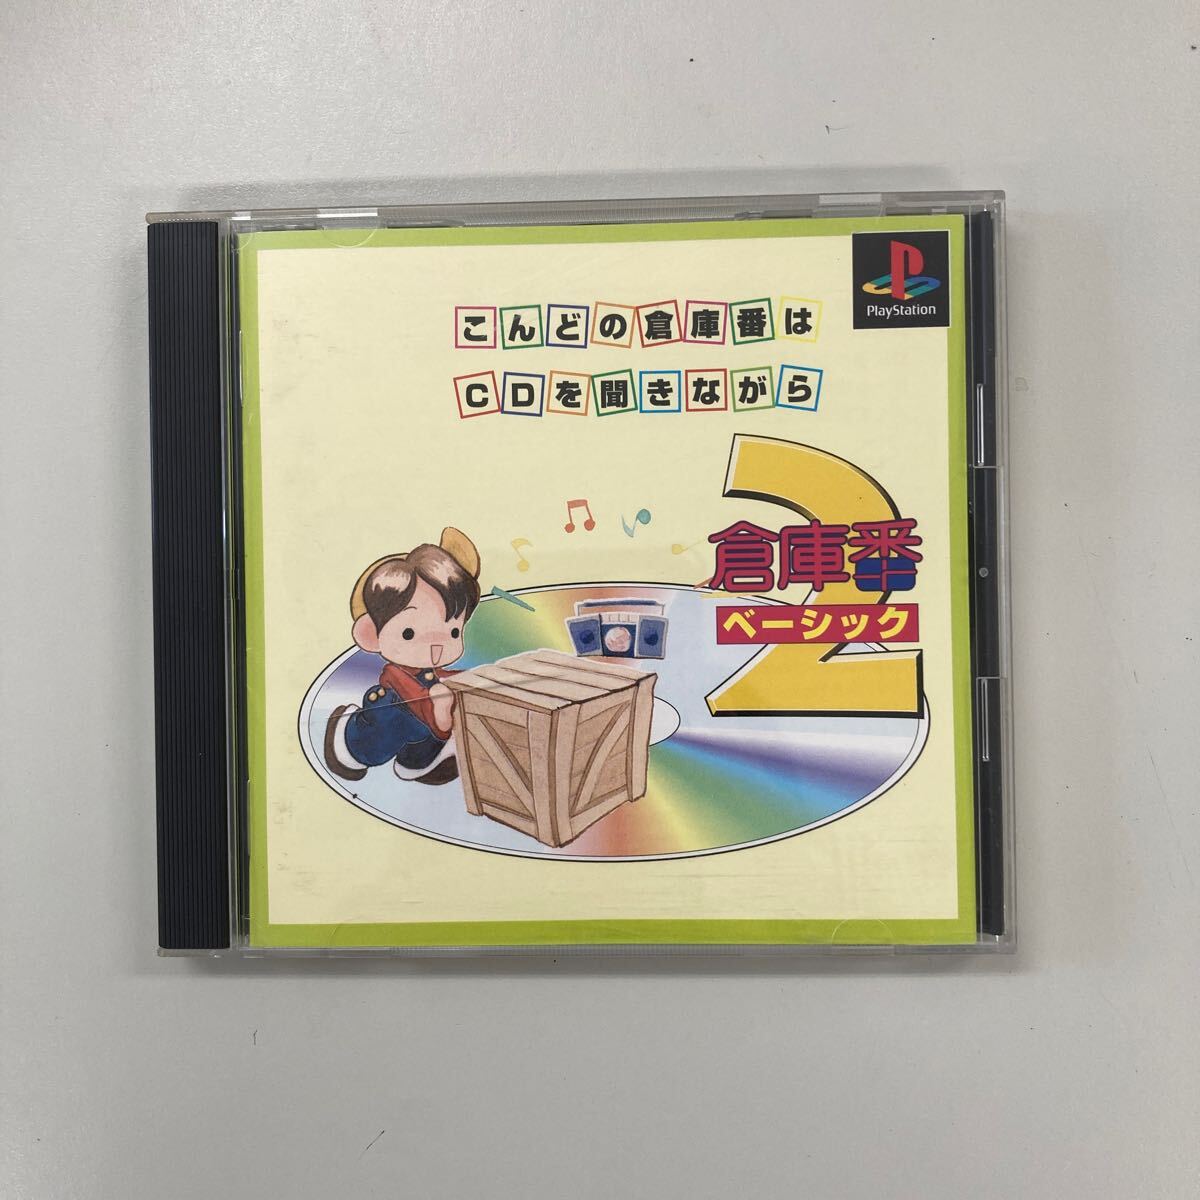 PlayStation
こんどの倉庫番は
CDを聞きながら
2
倉庫番
ベーシック